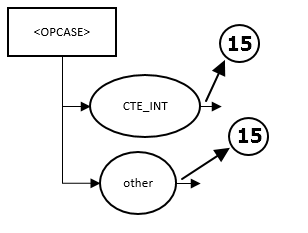 <OPCASE>
15
CTE_INT
15
other